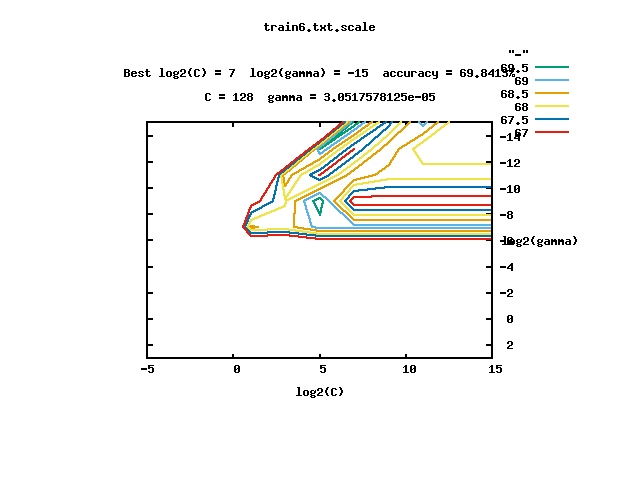 train6.txt.scale
"-"
Best log2(C) = 7 log2(gamma) = -15 accuracy = 69.8413%
69.5
69
C = 128 gamma = 3.0517578125e-05
68.5
68
67.5
67
-14
-12
-10
-8
-6
log2(gamma)
-4
-2
0
2
-5 0 5 10 15
log2(C)